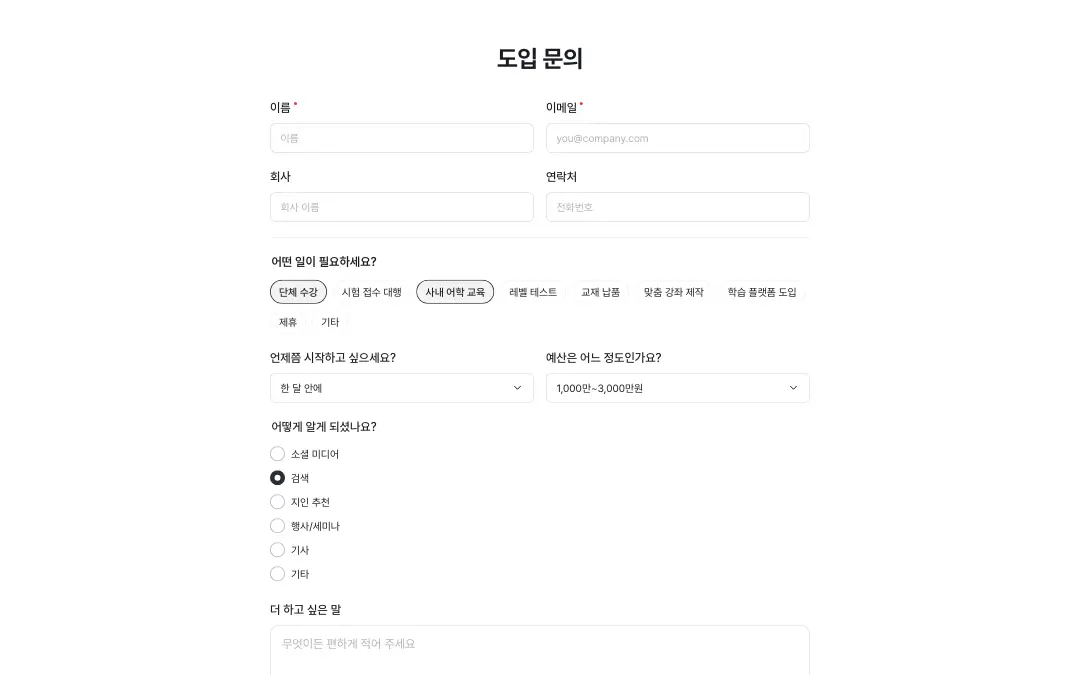 도입 문의
이름 *
이메일 *
이름
you@company.com
회사
연락처
회사 이름
전화번호
어떤 일이 필요하세요?
단체 수강 시험 접수 대행 사내 어학 교육 레벨 테스트 교재 납품 맞춤 강좌 제작 학습 플랫폼 도입
제휴 기타
언제쯤 시작하고 싶으세요?
예산은 어느 정도인가요?
한 달 안에
1,000만~3,000만원
어떻게 알게 되셨나요?
소셜 미디어
검색
지인 추천
행사/세미나
기사
기타
더 하고 싶은 말
무엇이든 편하게 적어 주세요